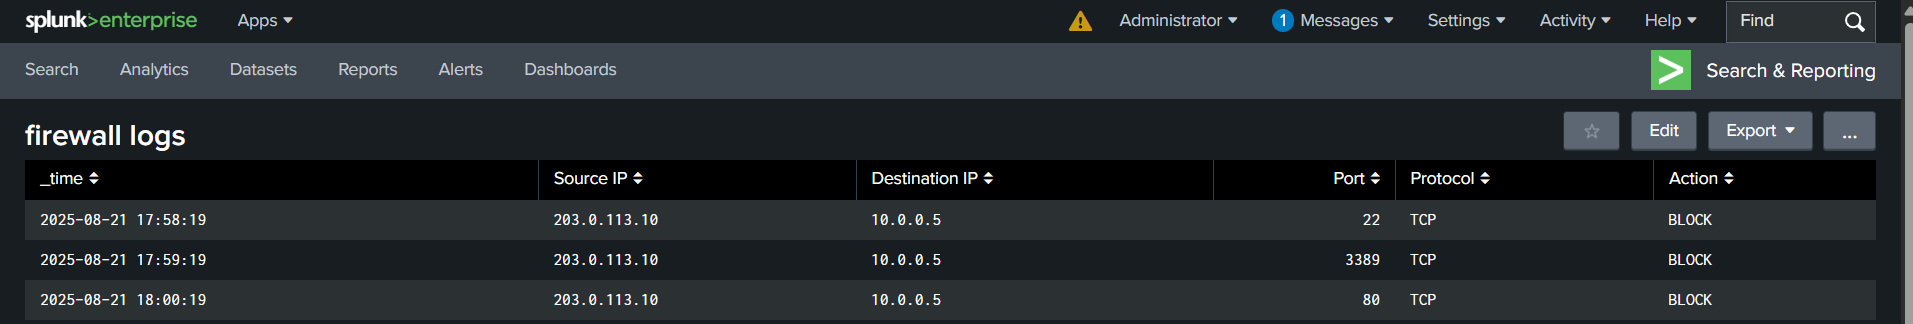 splunk>enterprise Apps Administrator 1 Messages Settings Activity Help Find
Search Analytics Datasets Reports Alerts Dashboards > Search & Reporting
firewall logs Edit Export ...
_time Source IP Destination IP Port Protocol Action
2025-08-21 17:58:19 203.0.113.10 10.0.0.5 22 TCP BLOCK
2025-08-21 17:59:19 203.0.113.10 10.0.0.5 3389 TCP BLOCK
2025-08-21 18:00:19 203.0.113.10 10.0.0.5 80 TCP BLOCK